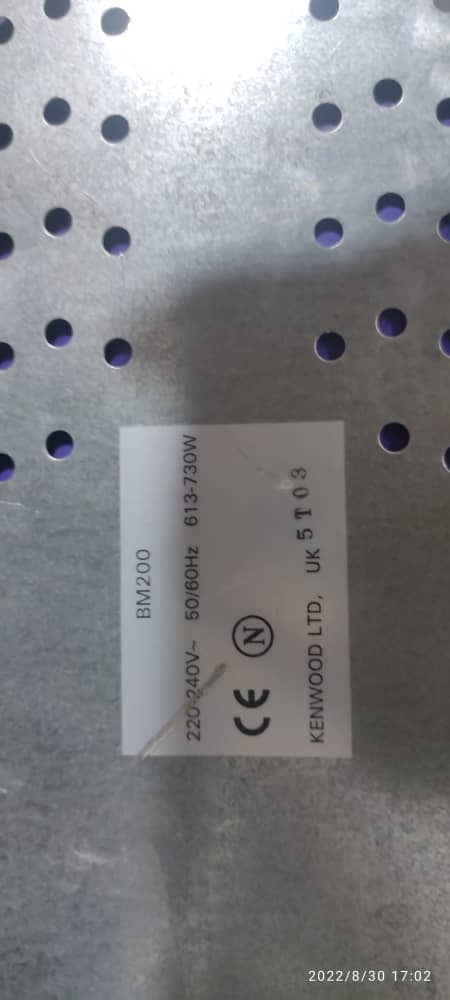 BM200
220-240V~ 50/60Hz 613-730W
CE N
KENWOOD LTD, UK 5T03
2022/8/30 17:02